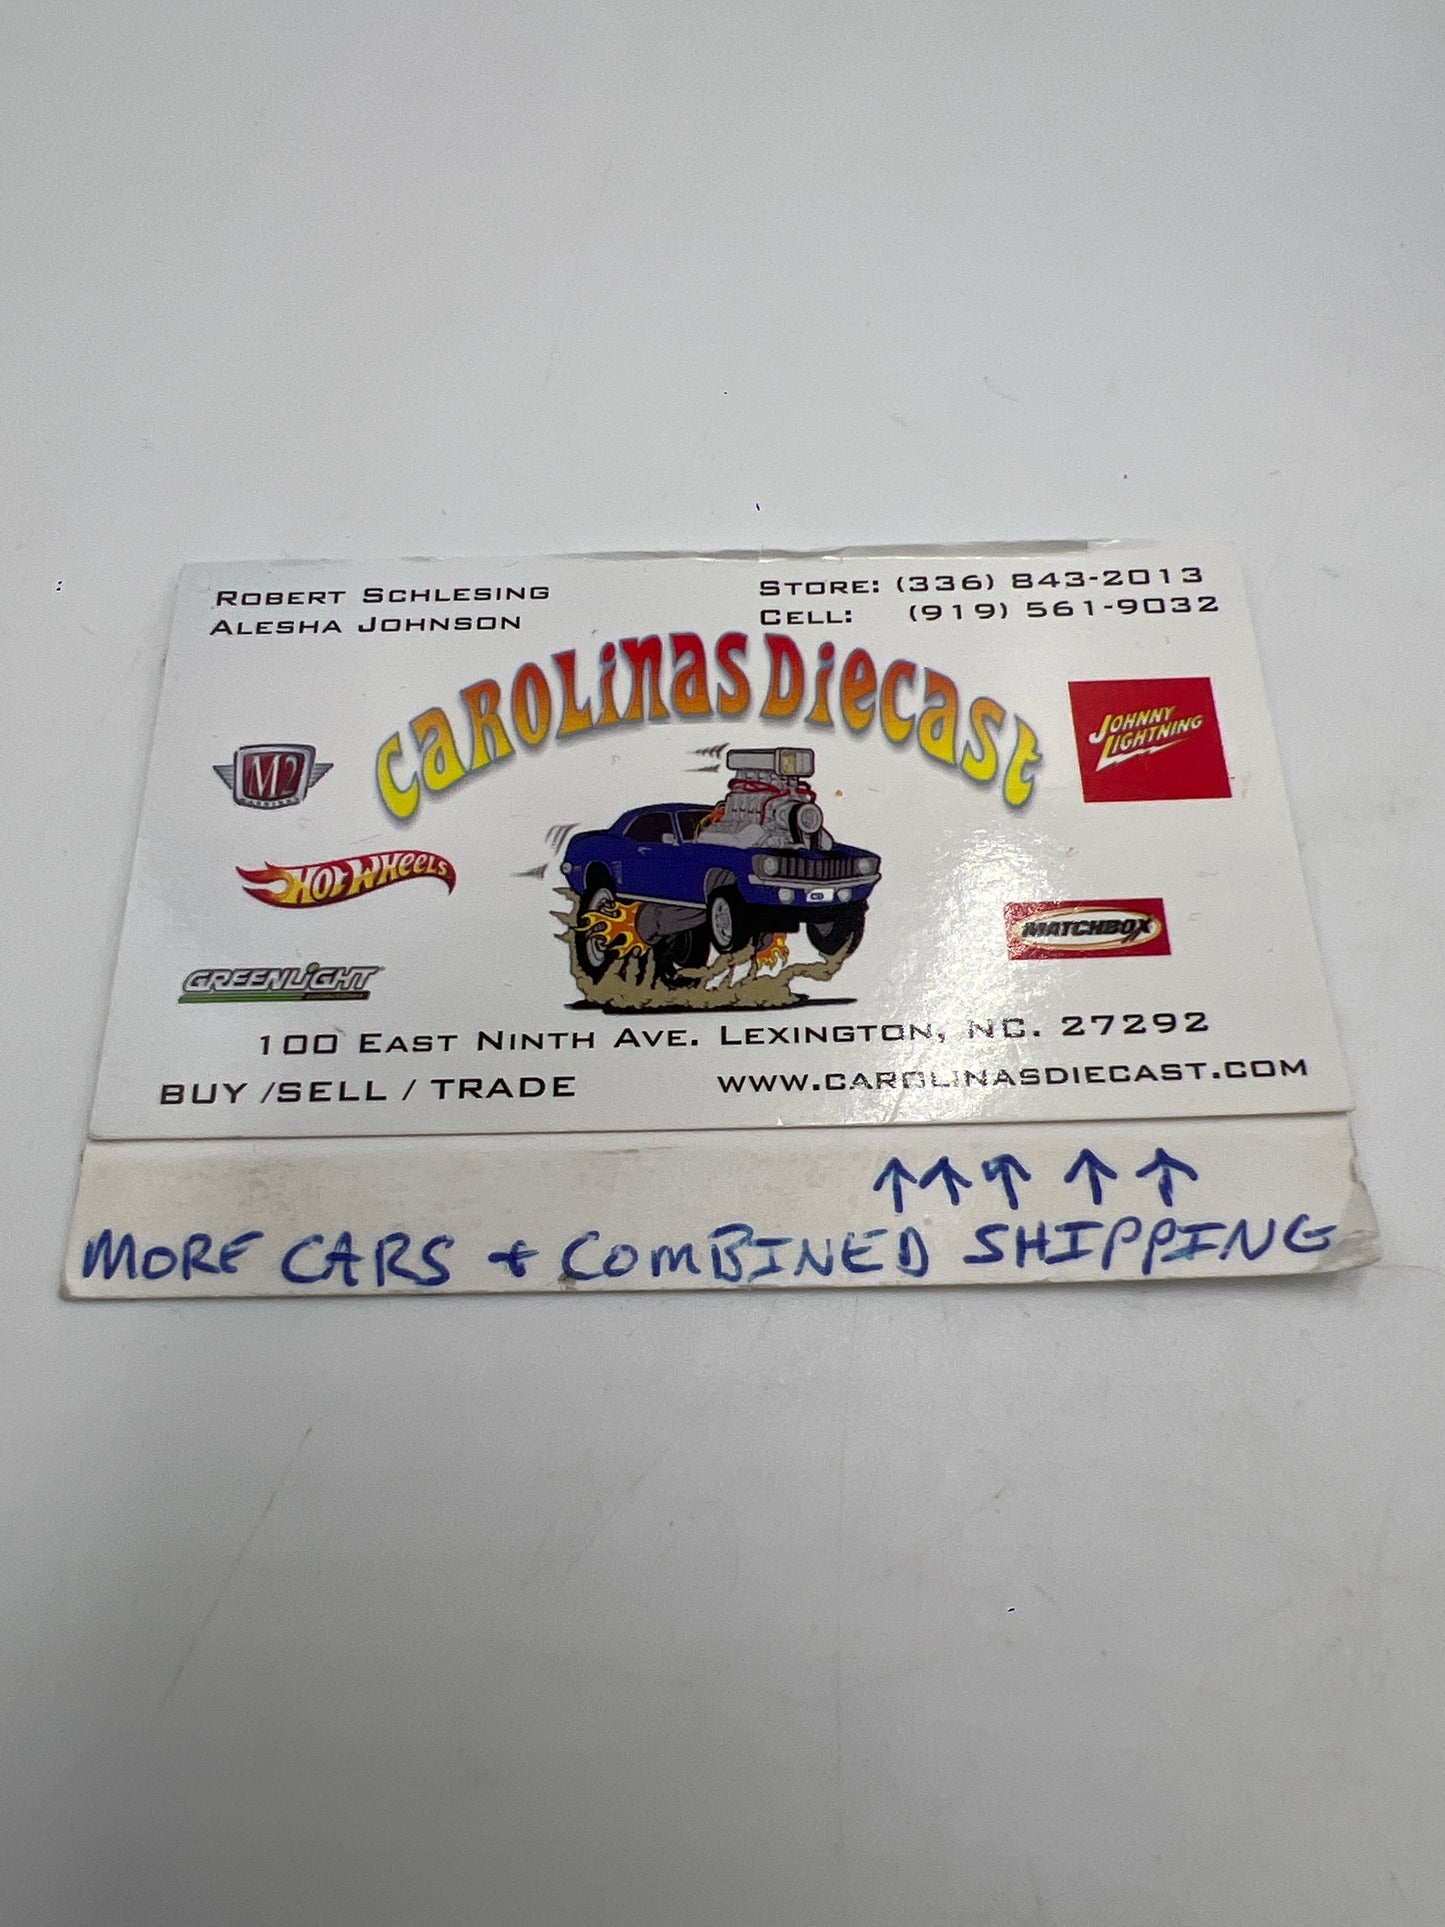 ROBERT SCHLESING
ALESHA JOHNSON
STORE: (336) 843-2013
CELL: (919) 561-9032
CAROLINAS DIECAST
M2
JOHNNY
LIGHTNING
HOT WHEELS
MATCHBOX
GREENLIGHT
100 EAST NINTH AVE. LEXINGTON, NC. 27292
BUY /SELL / TRADE
WWW.CAROLINASDIECAST.COM
↑↑↑ ↑ ↑
MORE CARS + COMBINED SHIPPING